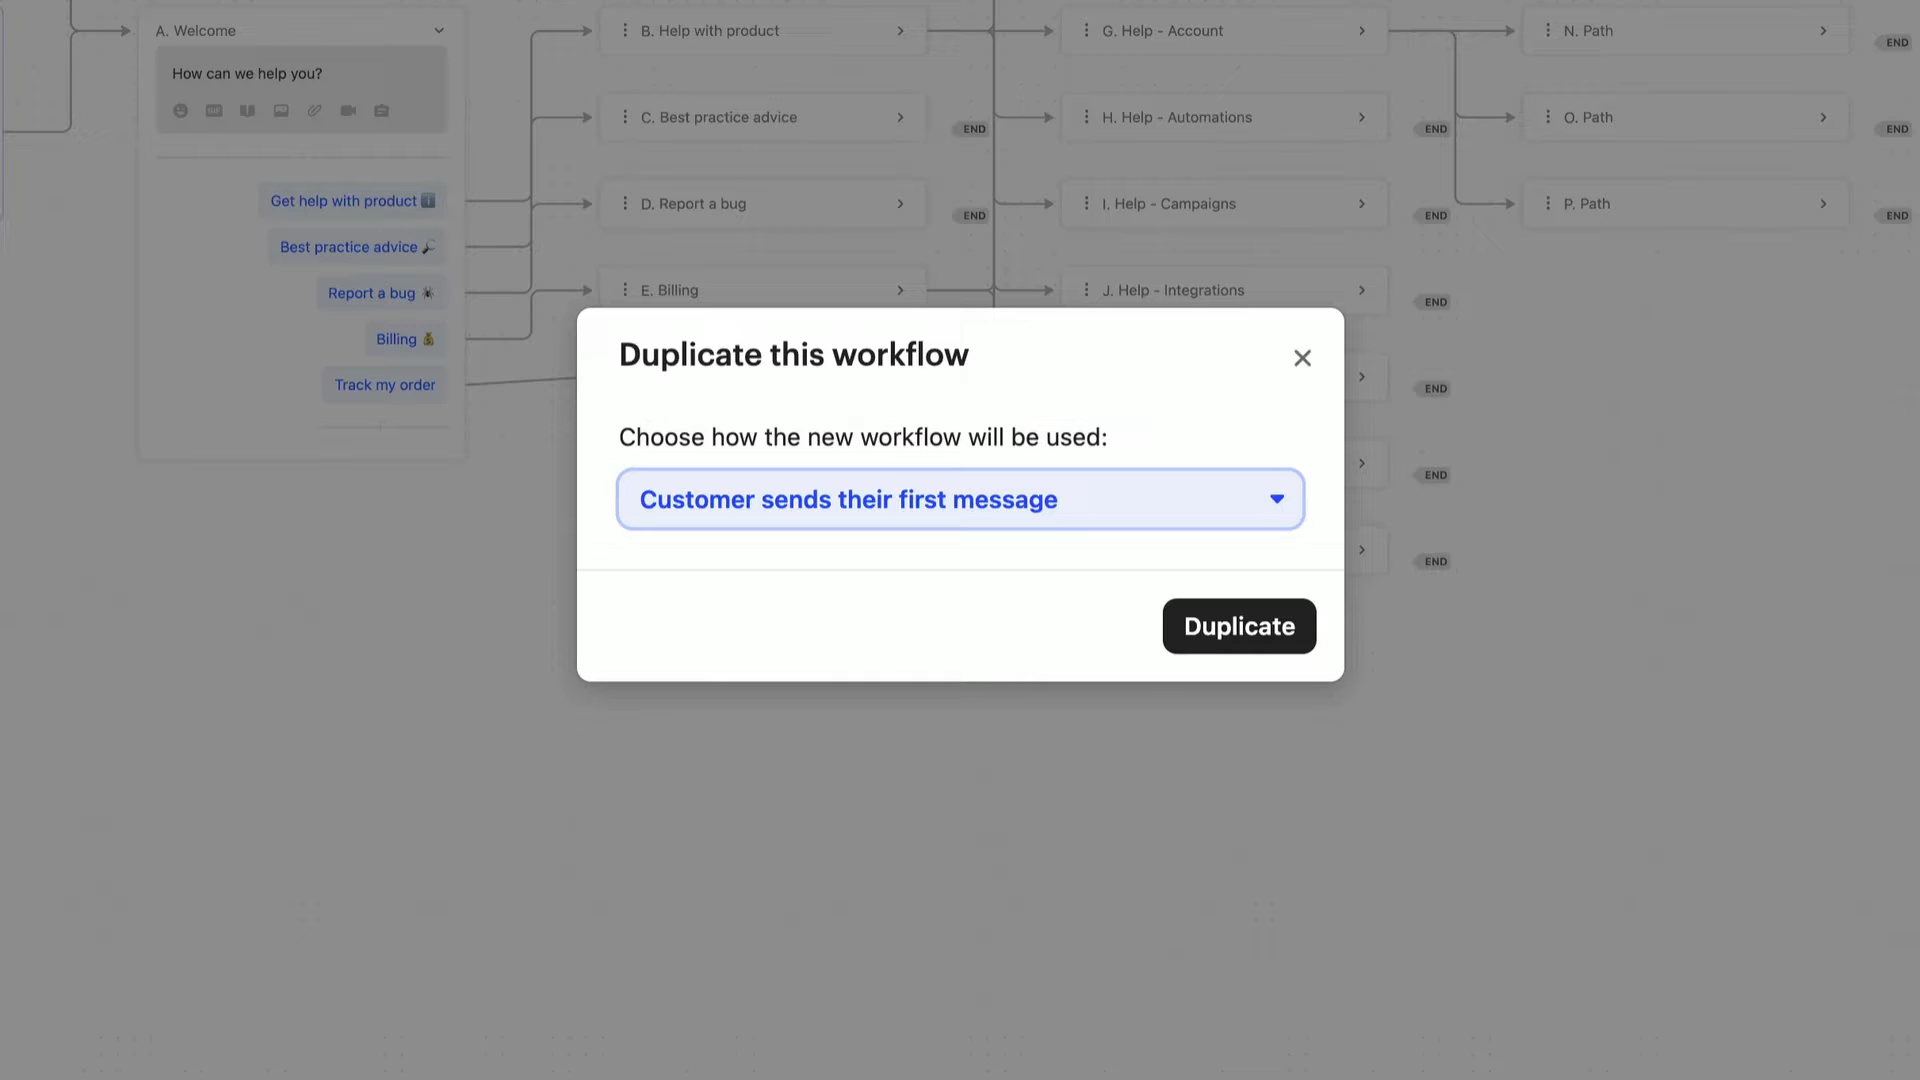 A. Welcome
How can we help you?
GIF
Get help with product ℹ️
Best practice advice 🔎
Report a bug 🕷
Billing 💰
Track my order
B. Help with product
C. Best practice advice
END
D. Report a bug
END
E. Billing
G. Help - Account
H. Help - Automations
END
I. Help - Campaigns
END
J. Help - Integrations
END
END
END
END
N. Path
END
O. Path
END
P. Path
END
Duplicate this workflow
Choose how the new workflow will be used:
Customer sends their first message
Duplicate